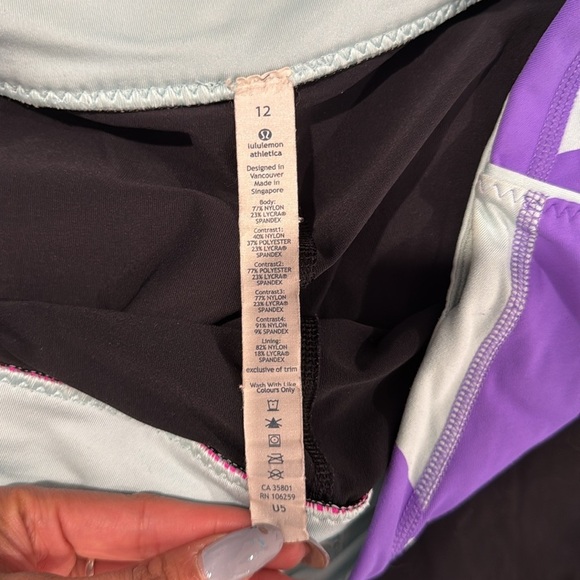 12
lululemon
athletica
Designed in
Vancouver
Made in
Singapore
Body:
77% NYLON
23% LYCRA®
SPANDEX
Contrast1:
40% NYLON
37% POLYESTER
23% LYCRA®
SPANDEX
Contrast2:
77% POLYESTER
23% LYCRA®
SPANDEX
Contrast3:
77% NYLON
23% LYCRA®
SPANDEX
Contrast4:
91% NYLON
9% SPANDEX
Lining:
82% NYLON
18% LYCRA®
SPANDEX
exclusive of trim
Wash With Like
Colours Only
CA 35801
RN 106259
US